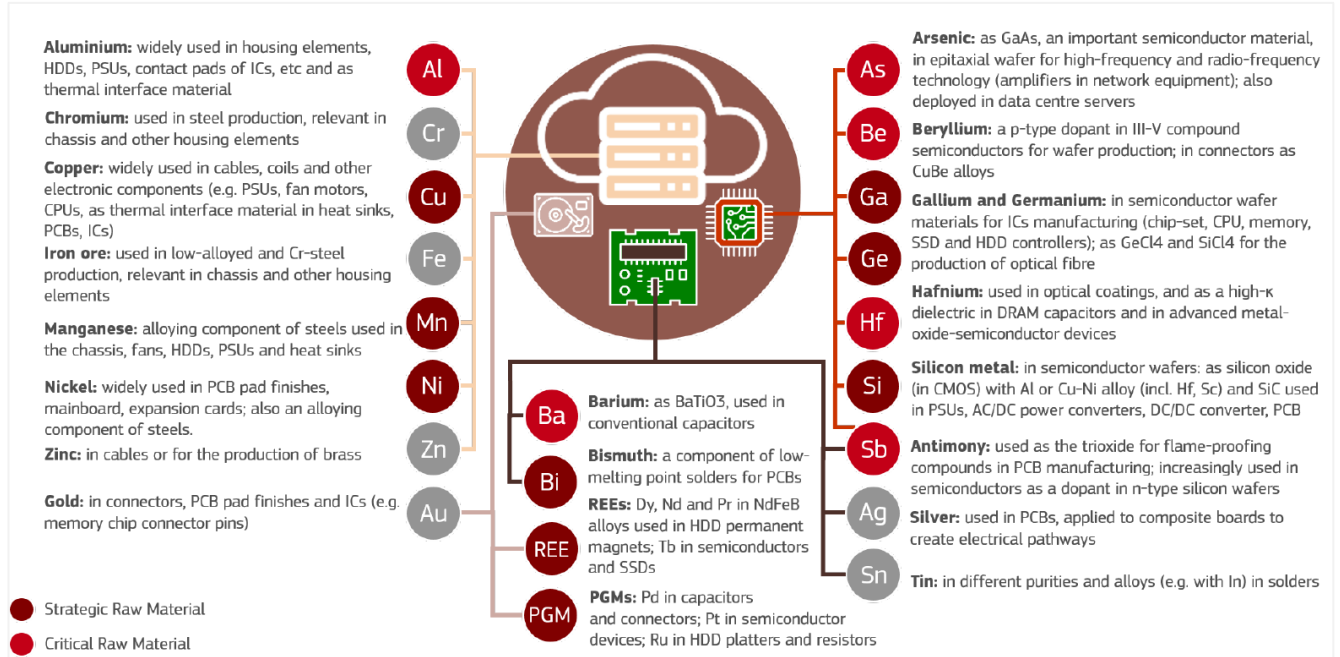 Aluminium: widely used in housing elements,
HDDs, PSUs, contact pads of ICs, etc and as
thermal interface material
Al
Chromium: used in steel production, relevant in
chassis and other housing elements
Cr
Copper: widely used in cables, coils and other
electronic components (e.g. PSUs, fan motors,
CPUs, as thermal interface material in heat sinks,
PCBs, ICs)
Cu
Iron ore: used in low-alloyed and Cr-steel
production, relevant in chassis and other housing
elements
Fe
Manganese: alloying component of steels used in
the chassis, fans, HDDs, PSUs and heat sinks
Mn
Nickel: widely used in PCB pad finishes,
mainboard, expansion cards; also an alloying
component of steels.
Ni
Zinc: in cables or for the production of brass
Zn
Gold: in connectors, PCB pad finishes and ICs (e.g.
memory chip connector pins)
Au
Ba
Barium: as BaTiO3, used in
conventional capacitors
Bi
Bismuth: a component of low-
melting point solders for PCBs
REE
REEs: Dy, Nd and Pr in NdFeB
alloys used in HDD permanent
magnets; Tb in semiconductors
and SSDs
PGM
PGMs: Pd in capacitors
and connectors; Pt in semiconductor
devices; Ru in HDD platters and resistors
As
Arsenic: as GaAs, an important semiconductor material,
in epitaxial wafer for high-frequency and radio-frequency
technology (amplifiers in network equipment); also
deployed in data centre servers
Be
Beryllium: a p-type dopant in III-V compound
semiconductors for wafer production; in connectors as
CuBe alloys
Ga
Ge
Gallium and Germanium: in semiconductor wafer
materials for ICs manufacturing (chip-set, CPU, memory,
SSD and HDD controllers); as GeCl4 and SiCl4 for the
production of optical fibre
Hf
Hafnium: used in optical coatings, and as a high-κ
dielectric in DRAM capacitors and in advanced metal-
oxide-semiconductor devices
Si
Silicon metal: in semiconductor wafers: as silicon oxide
(in CMOS) with Al or Cu-Ni alloy (incl. Hf, Sc) and SiC used
in PSUs, AC/DC power converters, DC/DC converter, PCB
Sb
Antimony: used as the trioxide for flame-proofing
compounds in PCB manufacturing; increasingly used in
semiconductors as a dopant in n-type silicon wafers
Ag
Silver: used in PCBs, applied to composite boards to
create electrical pathways
Sn
Tin: in different purities and alloys (e.g. with In) in solders
Strategic Raw Material
Critical Raw Material